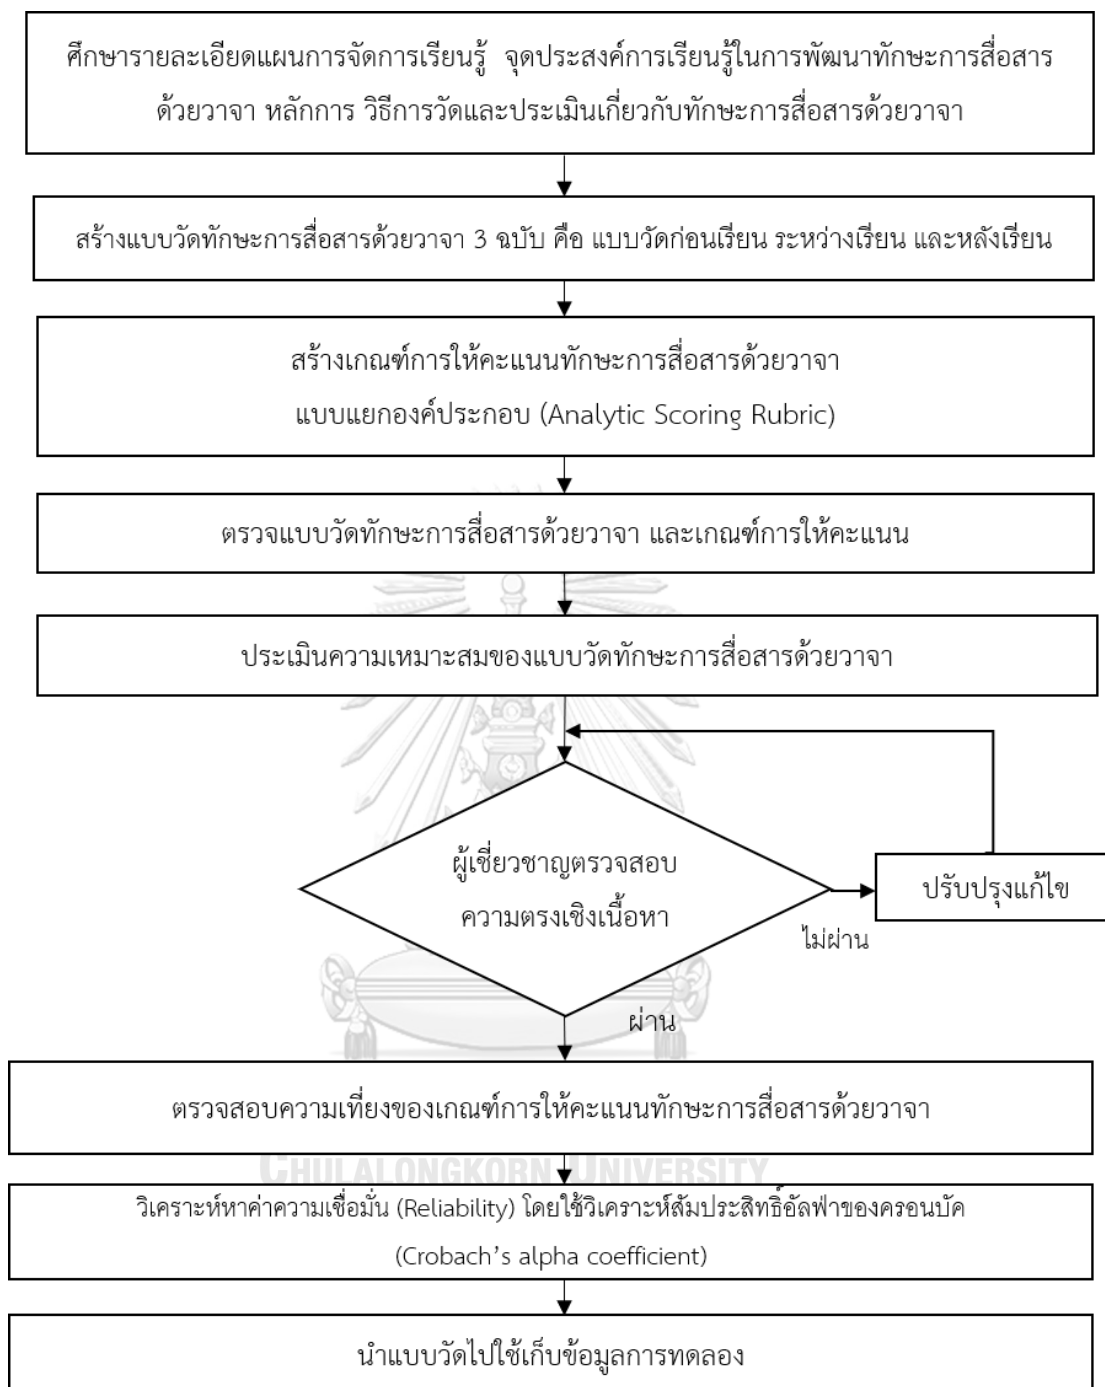 ศึกษารายละเอียดแผนการจัดการเรียนรู้ จุดประสงค์การเรียนรู้ในการพัฒนาทักษะการสื่อสาร
ด้วยวาจา หลักการ วิธีการวัดและประเมินเกี่ยวกับทักษะการสื่อสารด้วยวาจา
สร้างแบบวัดทักษะการสื่อสารด้วยวาจา 3 ฉบับ คือ แบบวัดก่อนเรียน ระหว่างเรียน และหลังเรียน
สร้างเกณฑ์การให้คะแนนทักษะการสื่อสารด้วยวาจา
แบบแยกองค์ประกอบ (Analytic Scoring Rubric)
ตรวจแบบวัดทักษะการสื่อสารด้วยวาจา และเกณฑ์การให้คะแนน
ประเมินความเหมาะสมของแบบวัดทักษะการสื่อสารด้วยวาจา
ผู้เชี่ยวชาญตรวจสอบ
ความตรงเชิงเนื้อหา
ปรับปรุงแก้ไข
ไม่ผ่าน
ผ่าน
ตรวจสอบความเที่ยงของเกณฑ์การให้คะแนนทักษะการสื่อสารด้วยวาจา
CHULALONGKORN UNIVERSITY
วิเคราะห์หาค่าความเชื่อมั่น (Reliability) โดยใช้วิเคราะห์สัมประสิทธิ์อัลฟ่าของครอนบัค
(Crobach’s alpha coefficient)
นำแบบวัดไปใช้เก็บข้อมูลการทดลอง